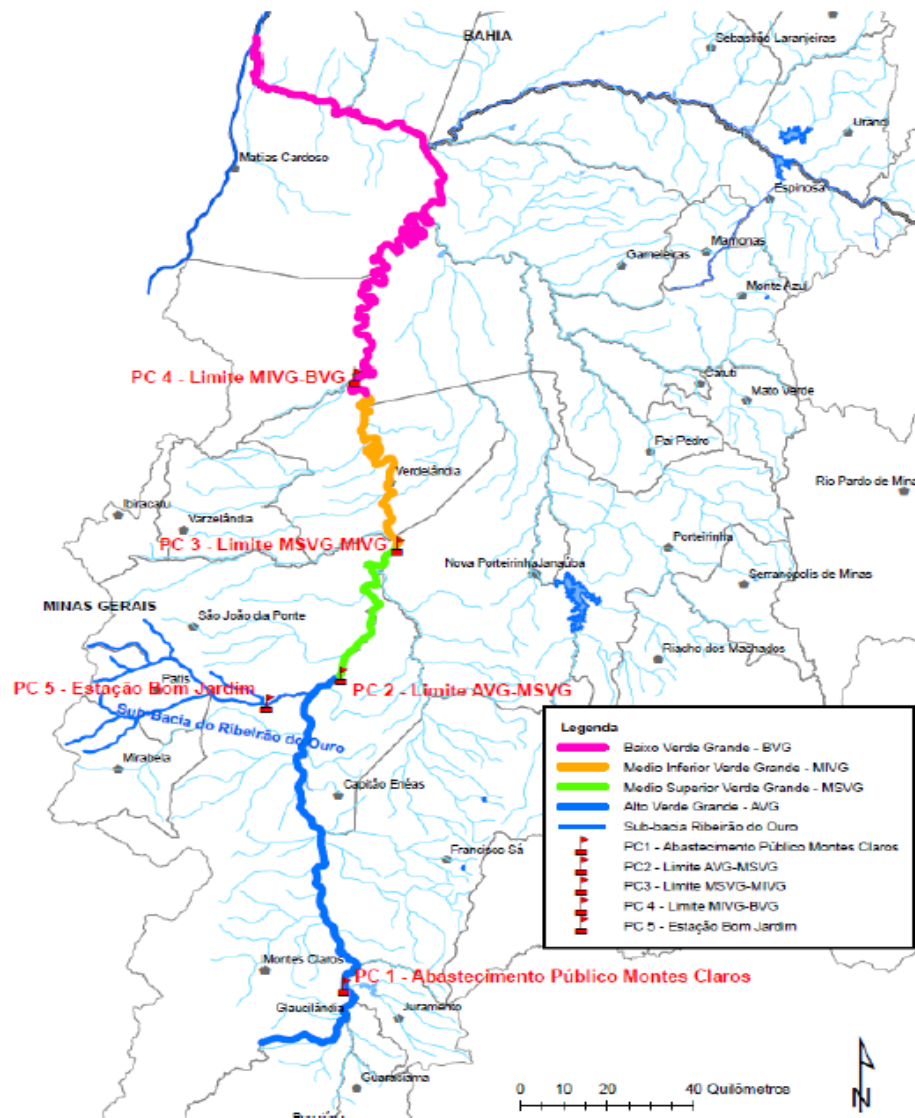 BAHIA
Sebastião Laranjeiras
Urandi
Matias Cardoso
Espinosa
Mamonas
Gameleiras
Monte Azul
PC 4 - Limite MIVG-BVG
Catuti
Mato Verde
Pai Pedro
Verdelândia
Rio Pardo de Mina
Ibiracatu
Varzelândia
PC 3 - Limite MSVG-MIVG
Porteirinha
Nova Porteirinha
Janaúba
Serranópolis de Minas
MINAS GERAIS
São João da Ponte
Riacho dos Machados
Patis
PC 5 - Estação Bom Jardim
PC 2 - Limite AVG-MSVG
Sub-Bacia do Ribeirão do Ouro
Mirabela
Capitão Enéas
Francisco Sá
Legenda
Baixo Verde Grande - BVG
Medio Inferior Verde Grande - MIVG
Medio Superior Verde Grande - MSVG
Alto Verde Grande - AVG
Sub-bacia Ribeirão do Ouro
PC1 - Abastecimento Público Montes Claros
PC2 - Limite AVG-MSVG
PC3 - Limite MSVG-MIVG
PC 4 - Limite MIVG-BVG
PC 5 - Estação Bom Jardim
Montes Claros
PC 1 - Abastecimento Público Montes Claros
Glaucilândia
Juramento
Guaraciama
0 10 20 40 Quilômetros
N